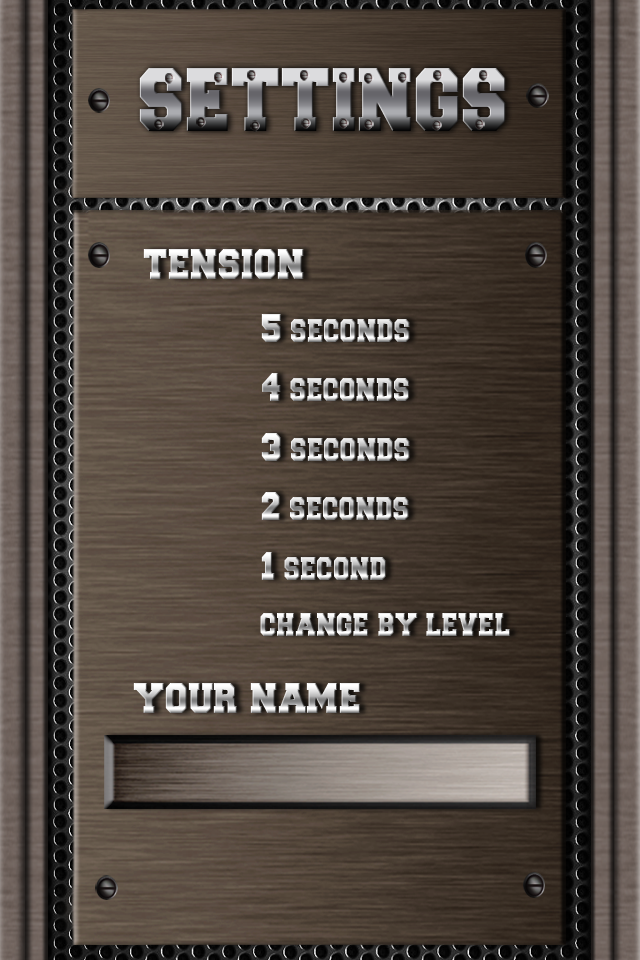 SETTINGS
TENSION
5 SECONDS
4 SECONDS
3 SECONDS
2 SECONDS
1 SECOND
CHANGE BY LEVEL
YOUR NAME